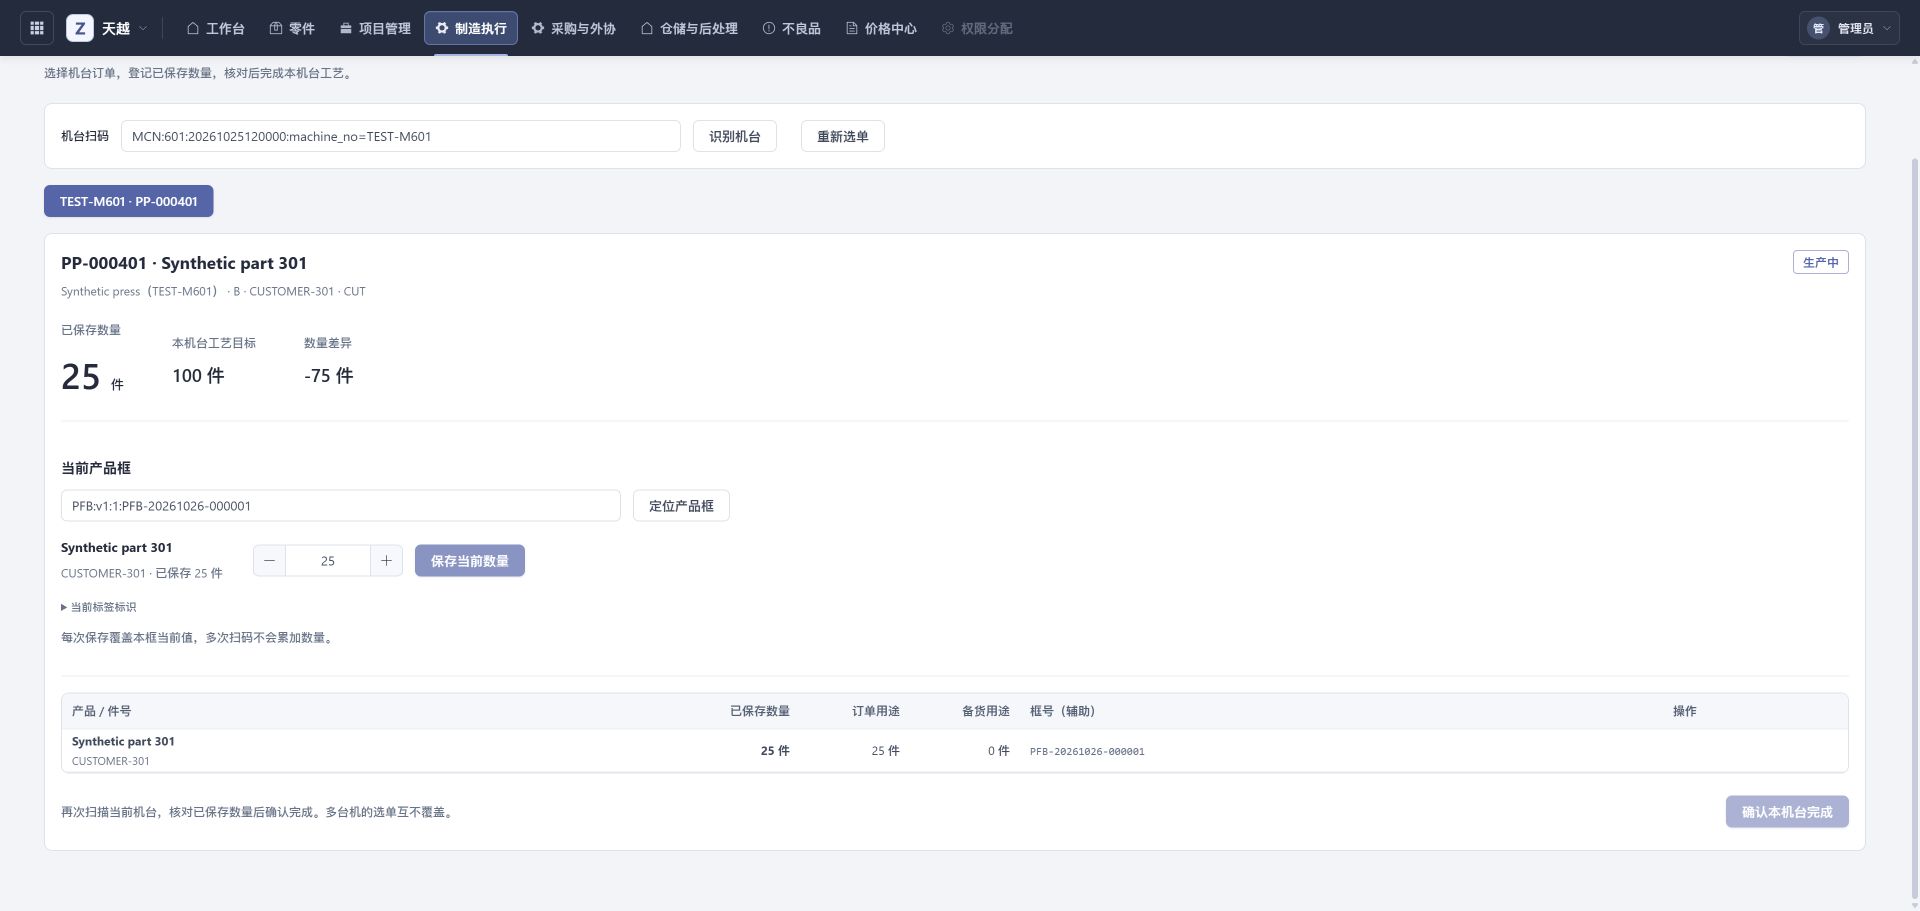 Z 天越 工作台 零件 项目管理 制造执行 采购与外协 仓储与后处理 不良品 价格中心 权限分配 管 管理员
选择机台订单，登记已保存数量，核对后完成本机台工艺。
机台扫码 MCN:601:20261025120000:machine_no=TEST-M601 识别机台 重新选单
TEST-M601 · PP-000401
PP-000401 · Synthetic part 301 生产中
Synthetic press（TEST-M601） · B · CUSTOMER-301 · CUT
已保存数量 本机台工艺目标 数量差异
25 件 100 件 -75 件
当前产品框
PFB:v1:1:PFB-20261026-000001 定位产品框
Synthetic part 301
CUSTOMER-301 · 已保存 25 件
— 25 + 保存当前数量
▶ 当前标签标识
每次保存覆盖本框当前值，多次扫码不会累加数量。
产品 / 件号 已保存数量 订单用途 备货用途 框号（辅助） 操作
Synthetic part 301
CUSTOMER-301
25 件 25 件 0 件 PFB-20261026-000001
再次扫描当前机台，核对已保存数量后确认完成。多台机的选单互不覆盖。 确认本机台完成